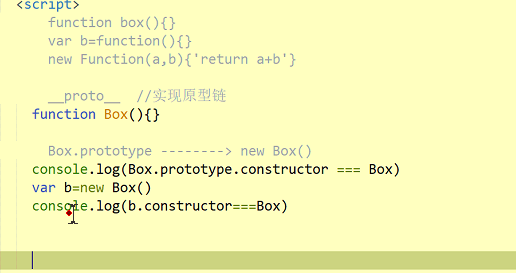 <script>
function box(){}
var b=function(){}
new Function(a,b){'return a+b'}
__proto__ //实现原型链
function Box(){}
Box.prototype --------> new Box()
console.log(Box.prototype.constructor === Box)
var b=new Box()
console.log(b.constructor===Box)